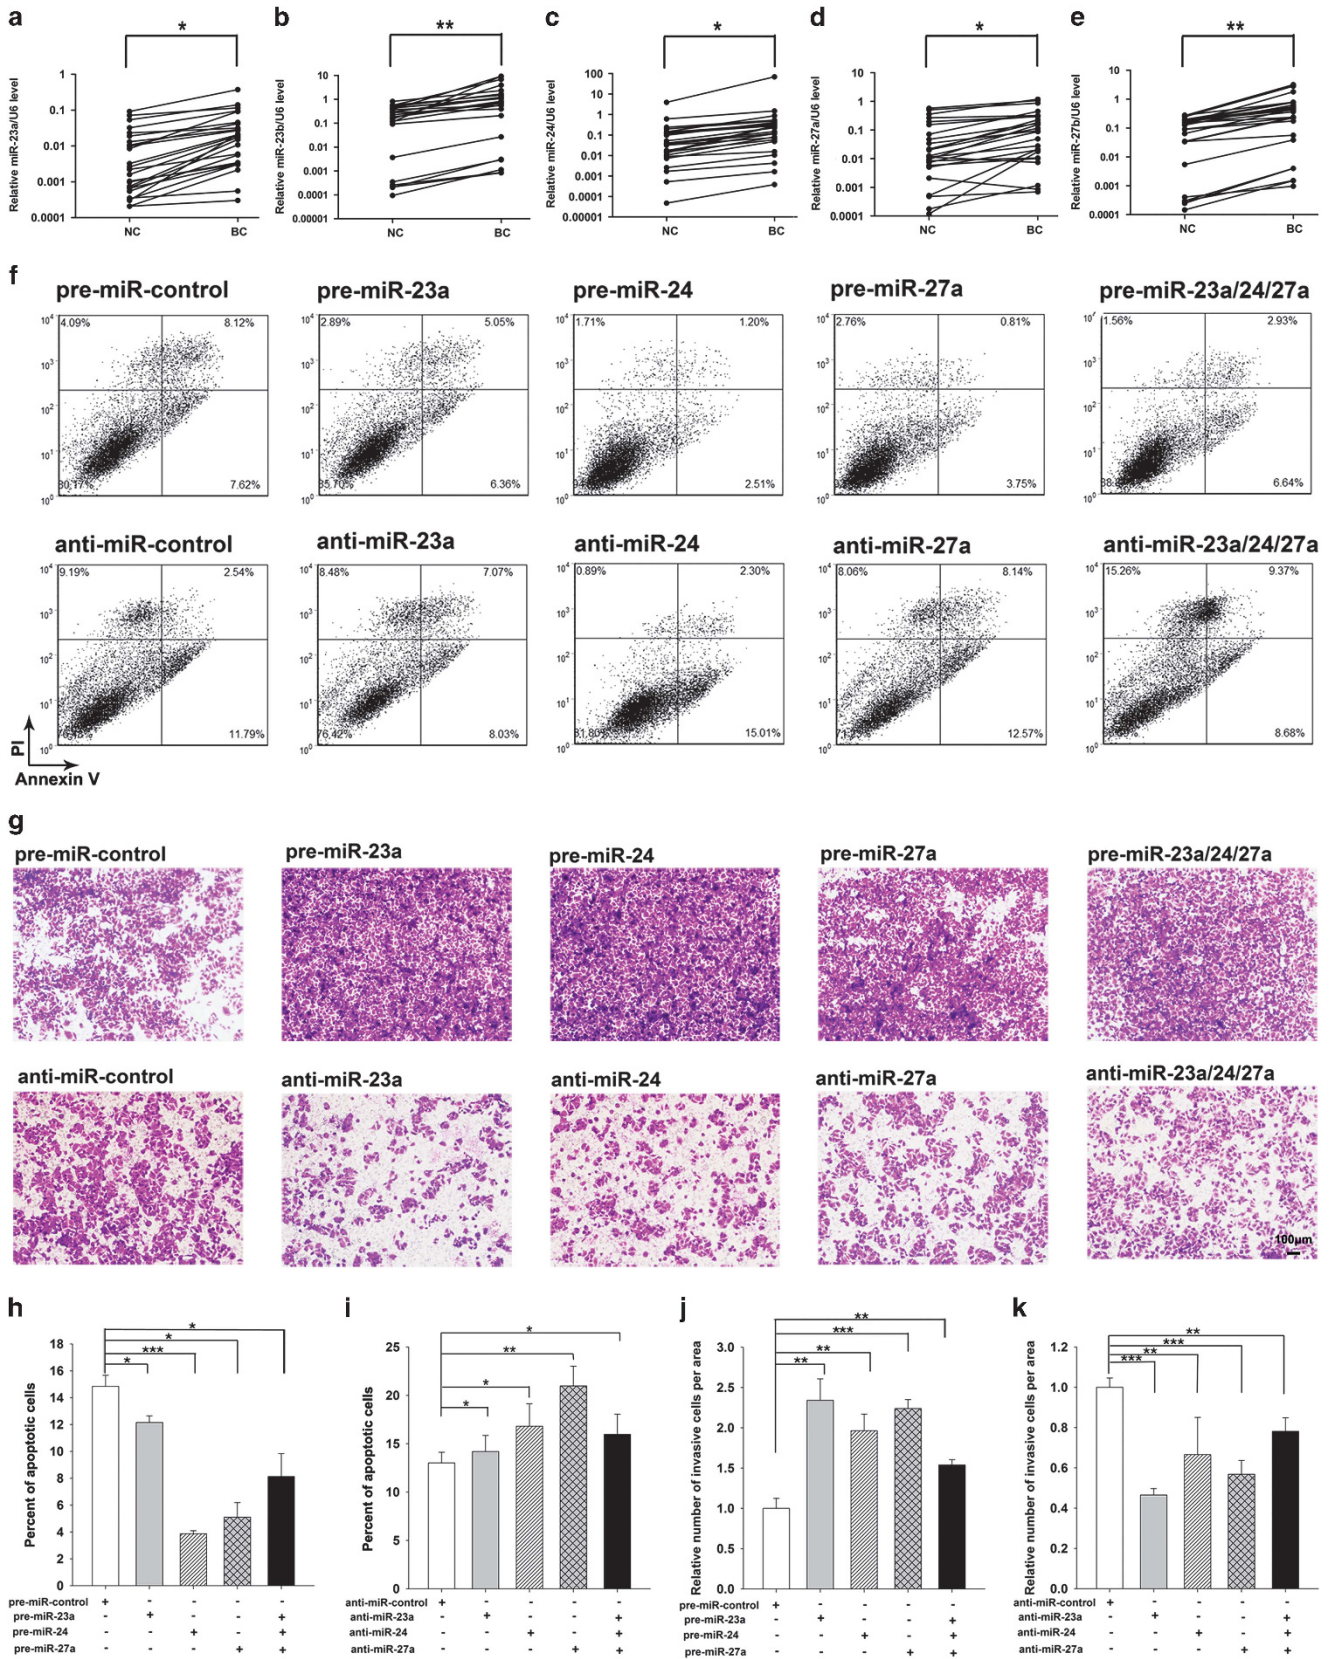 a b c d e
* ** * * **
Relative miR-23a/U6 level
1
0.1
0.01
0.001
0.0001
NC BC
Relative miR-23b/U6 level
10
1
0.1
0.01
0.001
0.0001
0.00001
NC BC
Relative miR-24/U6 level
100
10
1
0.1
0.01
0.001
0.0001
0.00001
NC BC
Relative miR-27a/U6 level
10
1
0.1
0.01
0.001
0.0001
NC BC
Relative miR-27b/U6 level
10
1
0.1
0.01
0.001
0.0001
NC BC
f
pre-miR-control pre-miR-23a pre-miR-24 pre-miR-27a pre-miR-23a/24/27a
4.09% 8.12% 2.89% 5.05% 1.71% 1.20% 2.76% 0.81% 1.56% 2.93%
80.17% 7.62% 85.70% 6.36% 2.51% 3.75% 6.64%
anti-miR-control anti-miR-23a anti-miR-24 anti-miR-27a anti-miR-23a/24/27a
9.19% 2.54% 8.48% 7.07% 0.89% 2.30% 8.06% 8.14% 15.26% 9.37%
11.79% 76.42% 8.03% 81.80% 15.01% 12.57% 8.68%
PI
Annexin V
g
pre-miR-control pre-miR-23a pre-miR-24 pre-miR-27a pre-miR-23a/24/27a
anti-miR-control anti-miR-23a anti-miR-24 anti-miR-27a anti-miR-23a/24/27a
100μm
h i j k
Percent of apoptotic cells
18
16
14
12
10
8
6
4
2
0
*
*
***
*
pre-miR-control + - - - -
pre-miR-23a - + - - +
pre-miR-24 - - + - +
pre-miR-27a - - - + +
Percent of apoptotic cells
25
20
15
10
5
0
*
**
*
*
anti-miR-control + - - - -
anti-miR-23a - + - - +
anti-miR-24 - - + - +
anti-miR-27a - - - + +
Relative number of invasive cells per area
3.0
2.5
2.0
1.5
1.0
0.5
0.0
**
***
**
**
pre-miR-control + - - - -
pre-miR-23a - + - - +
pre-miR-24 - - + - +
pre-miR-27a - - - + +
Relative number of invasive cells per area
1.2
1.0
0.8
0.6
0.4
0.2
0.0
**
***
**
***
anti-miR-control + - - - -
anti-miR-23a - + - - +
anti-miR-24 - - + - +
anti-miR-27a - - - + +